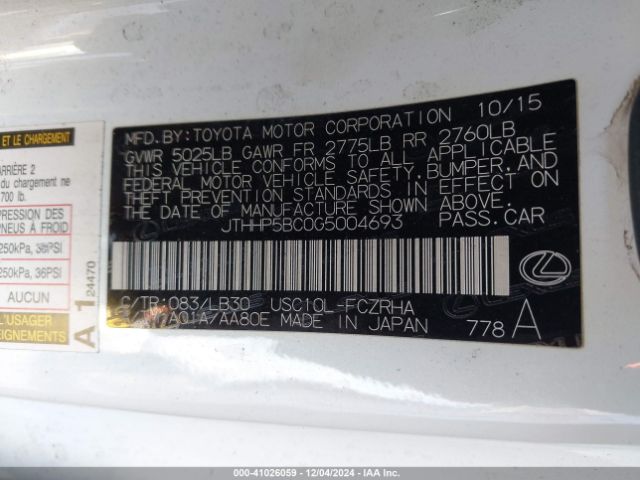 MFD. BY: TOYOTA MOTOR CORPORATION 10/15
GVWR 5025LB GAWR FR 2775LB RR 2760LB
THIS VEHICLE CONFORMS TO ALL APPLICABLE
FEDERAL MOTOR VEHICLE SAFETY, BUMPER, AND
THEFT PREVENTION STANDARDS IN EFFECT ON
THE DATE OF MANUFACTURE SHOWN ABOVE.
JTHHP5BC0G5004693 PASS.CAR
C/TR:083/LB30 USC10L-FCZRHA
A/TM:A01A/AA80E MADE IN JAPAN 778 A
ET LE CHARGEMENT
ARRIÈRE 2
du chargement ne
700 lbc
PRESSION DES
PNEUS À FROID
250kPa, 36PSI
250kPa, 36PSI
AUCUN
L'USAGER
A 1 24470
000-41026059 - 12/04/2024 - IAA Inc.